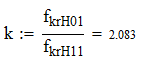 k := f_krH01 / f_krH11 = 2.083